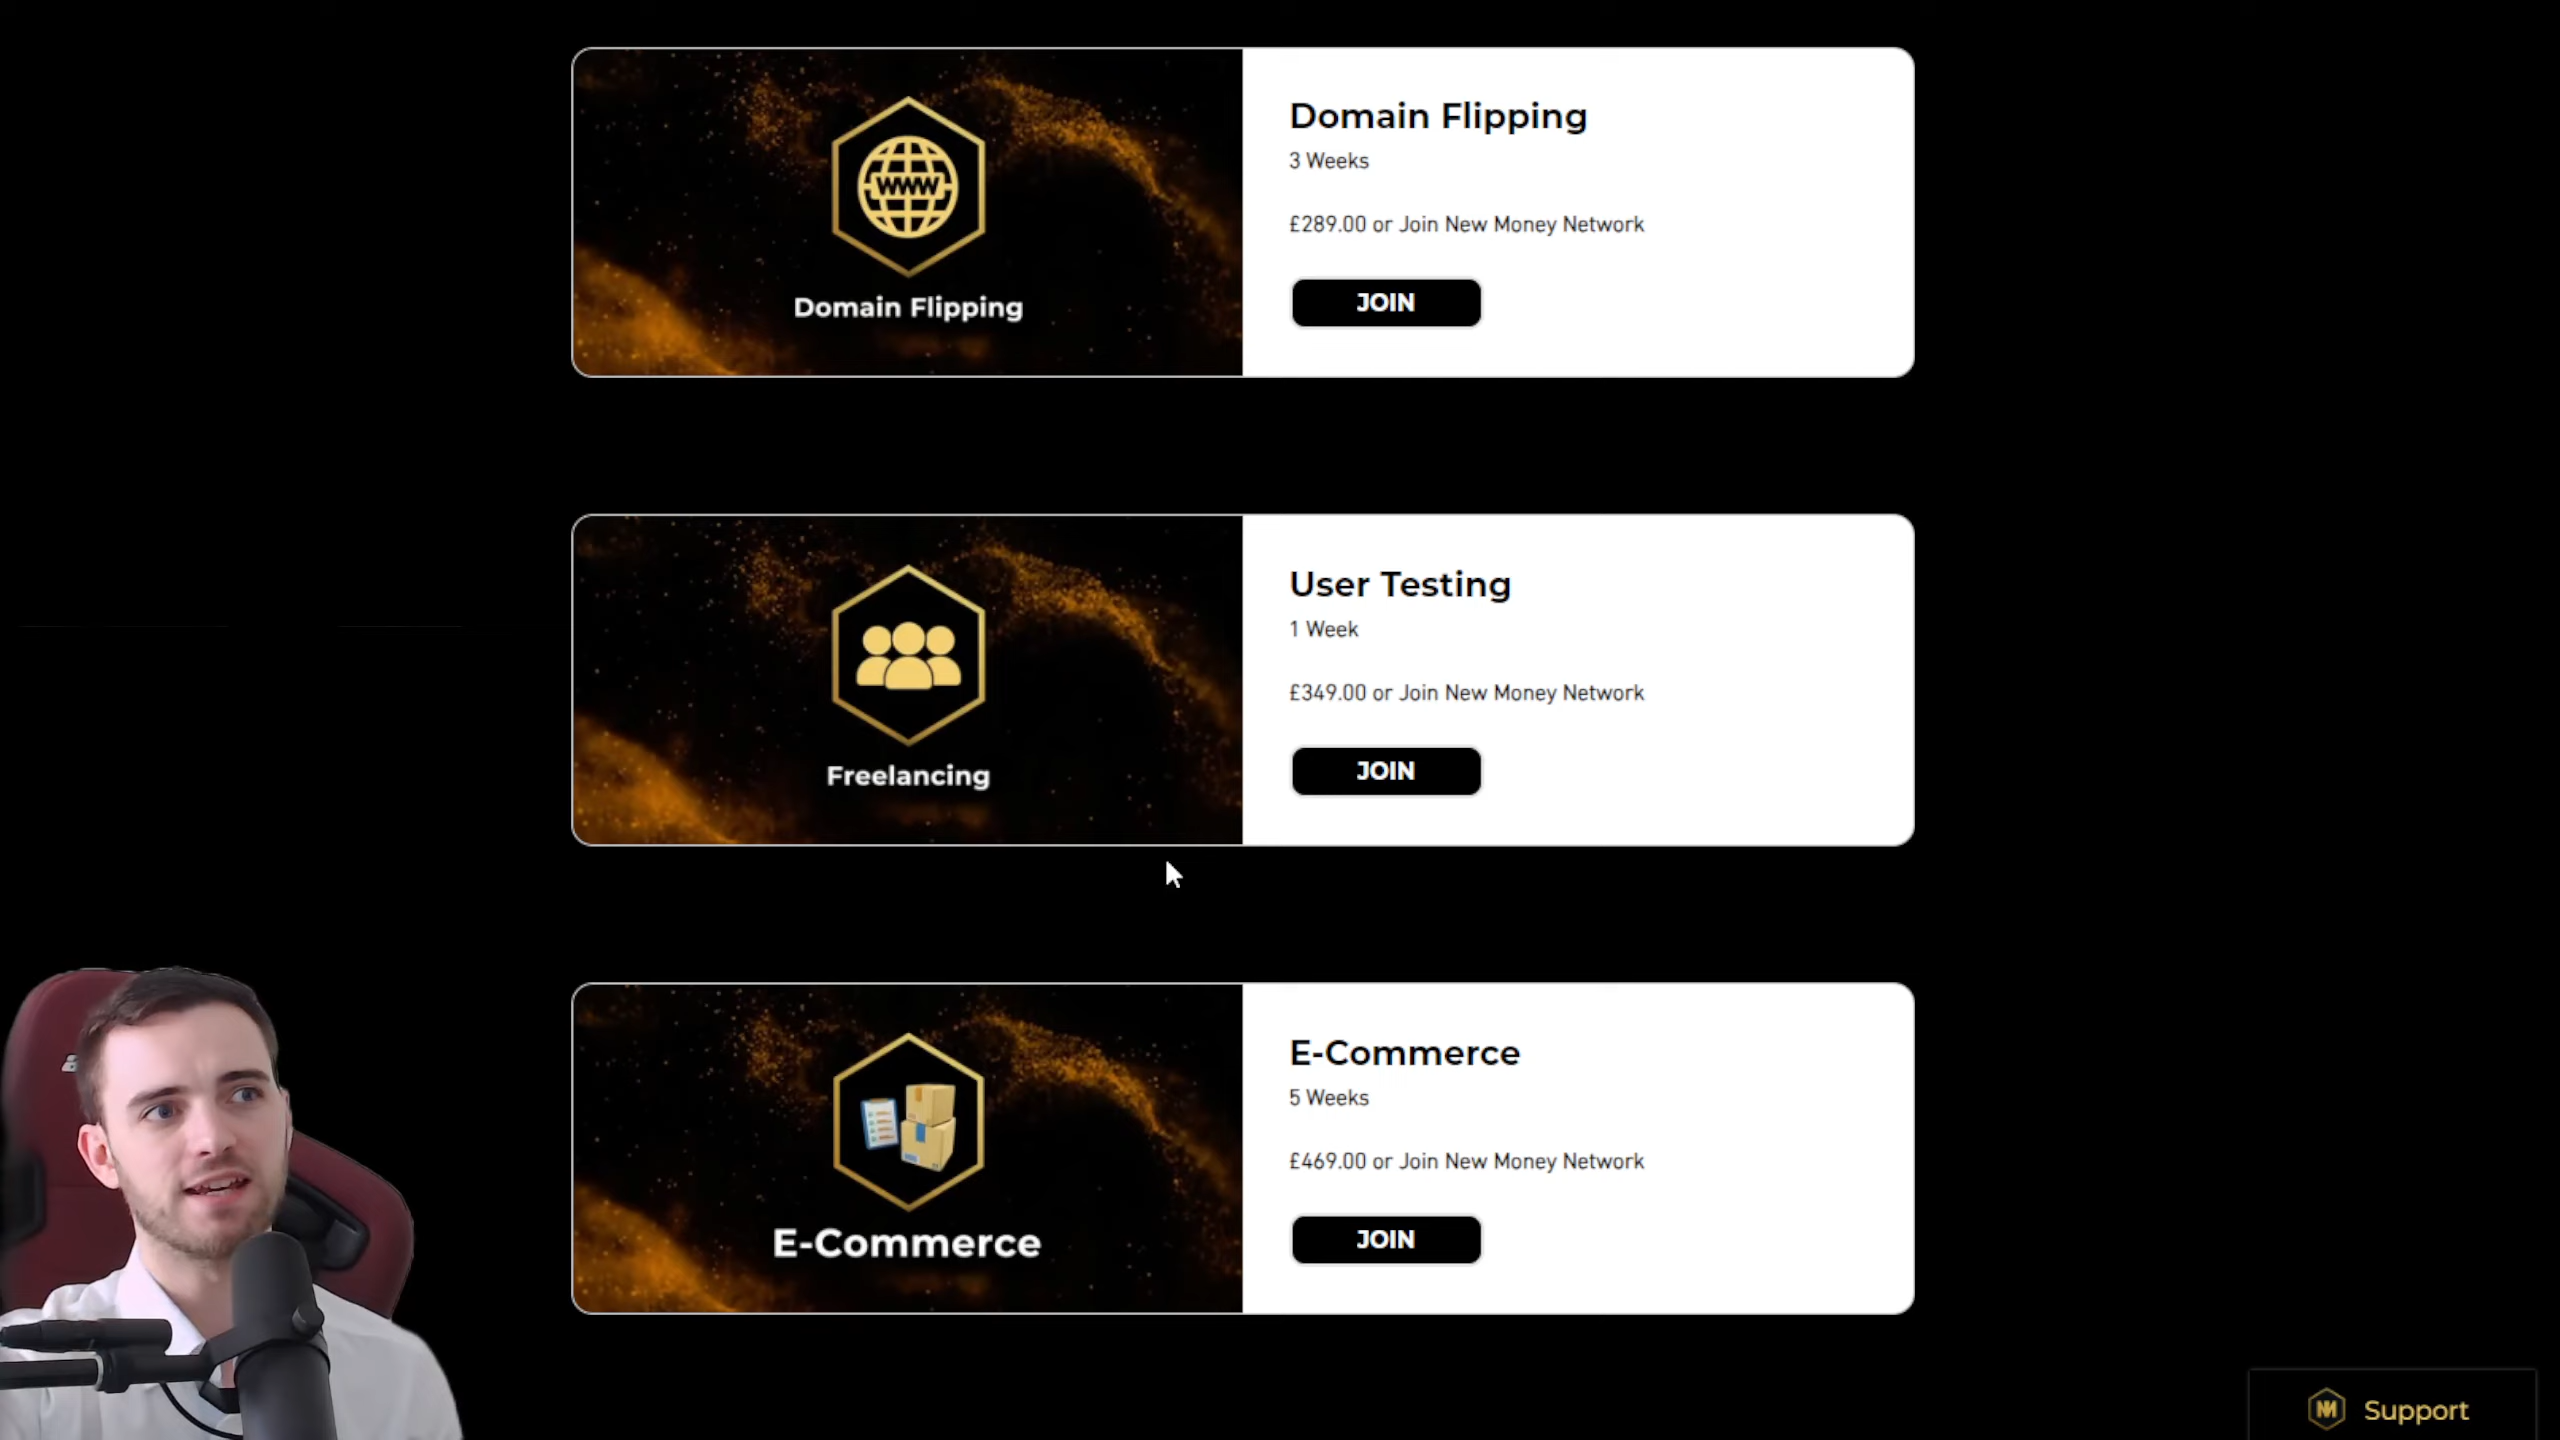 WWW
Domain Flipping
Domain Flipping
3 Weeks
£289.00 or Join New Money Network
JOIN
Freelancing
User Testing
1 Week
£349.00 or Join New Money Network
JOIN
E-Commerce
E-Commerce
5 Weeks
£469.00 or Join New Money Network
JOIN
Support